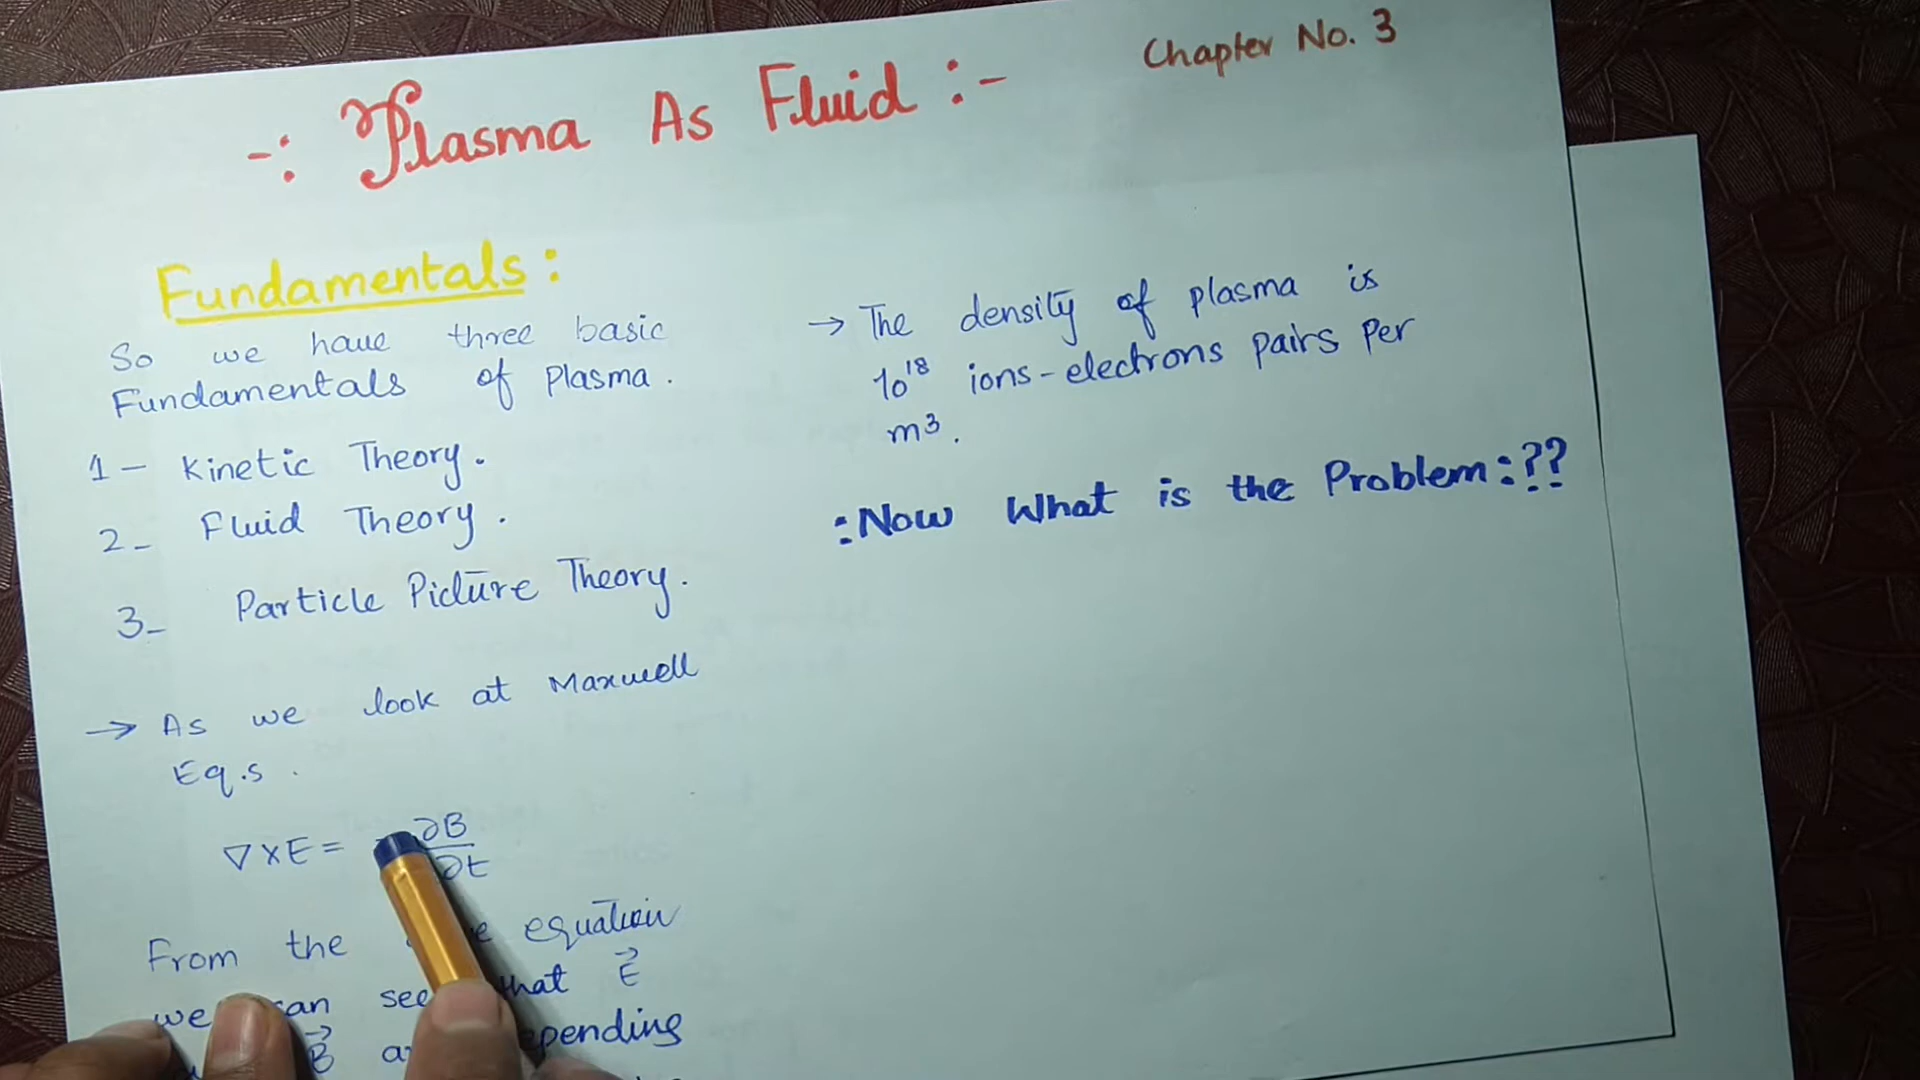 Chapter No. 3
-: Plasma As Fluid :-
Fundamentals :
So we have three basic
Fundamentals of Plasma.
1- Kinetic Theory.
2- Fluid Theory.
3- Particle Picture Theory.
→ As we look at Maxwell
Eq.s .
∇ X E = ∂B/∂t
From the equation
we see that E⃗
B⃗
→ The density of plasma is
10¹⁸ ions-electrons pairs per
m³.
:Now What is the Problem:??